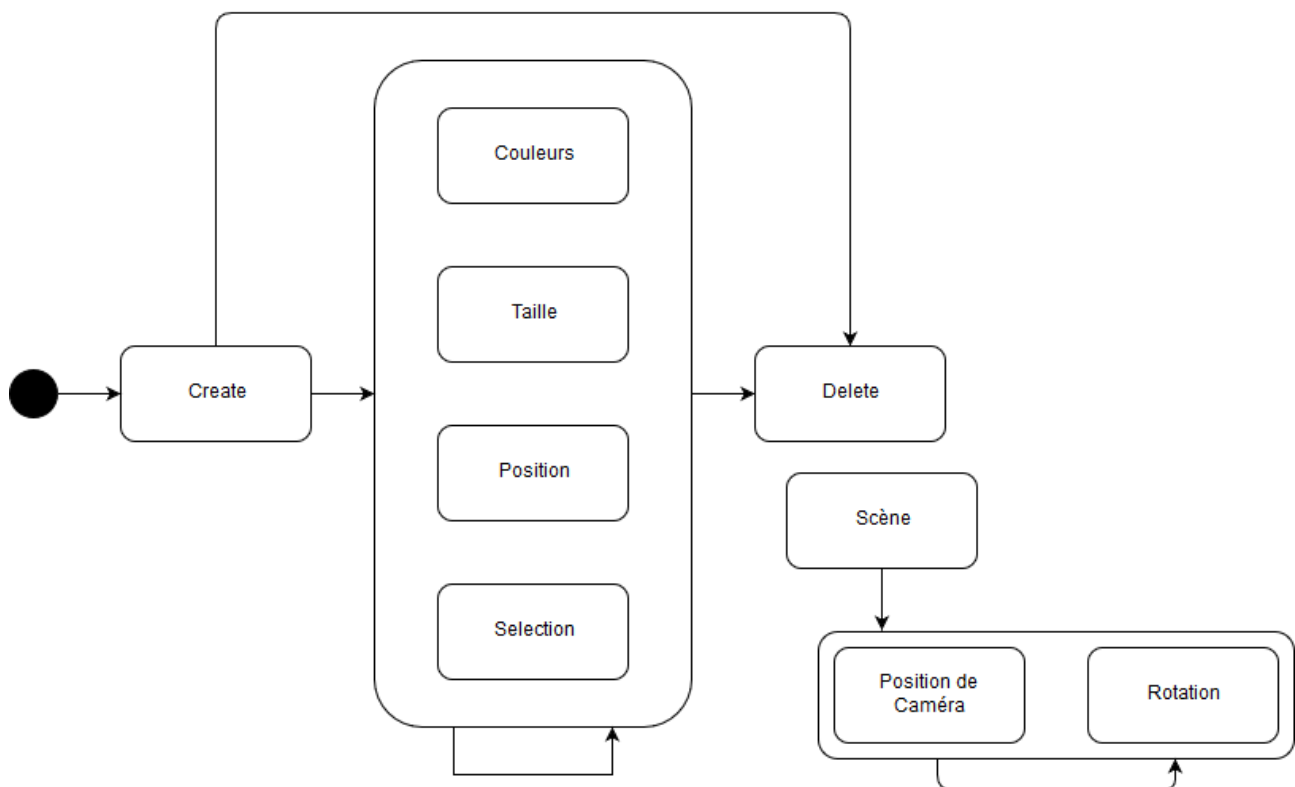 Couleurs
Taille
Create
Delete
Position
Scène
Selection
Position de
Caméra
Rotation